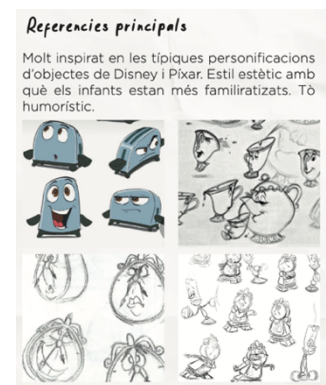 Referencies principals
Molt inspirat en les típiques personificacions
d'objectes de Disney i Píxar. Estil estètic amb
què els infants estan més familiaritzats. Tò
humorístic.